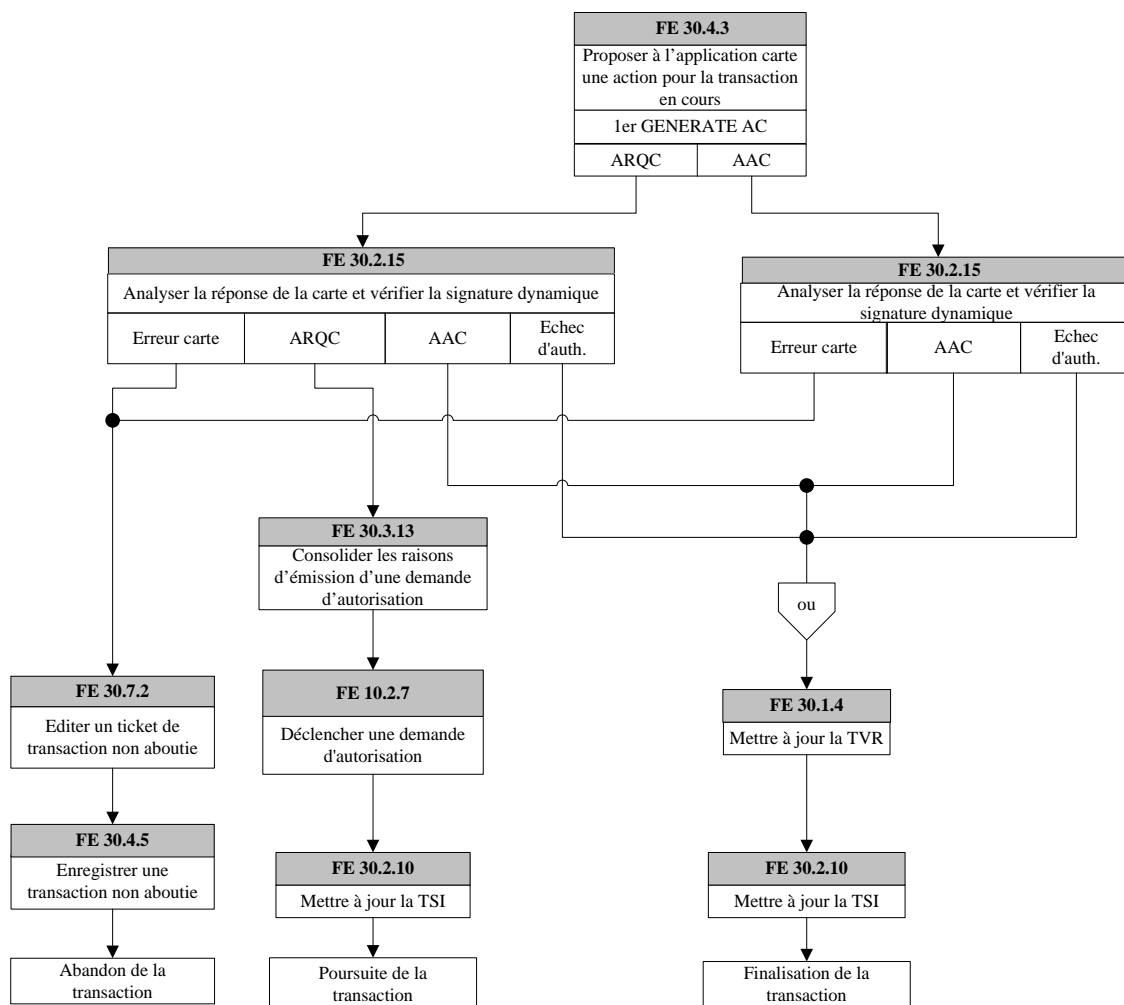 FE 30.4.3
Proposer à l'application carte
une action pour la transaction
en cours
1er GENERATE AC
ARQC
AAC
FE 30.2.15
Analyser la réponse de la carte et vérifier la signature dynamique
Erreur carte
ARQC
AAC
Echec
d'auth.
FE 30.2.15
Analyser la réponse de la carte et vérifier la
signature dynamique
Erreur carte
AAC
Echec
d'auth.
FE 30.3.13
Consolider les raisons
d'émission d'une demande
d'autorisation
ou
FE 30.7.2
Editer un ticket de
transaction non aboutie
FE 10.2.7
Déclencher une demande
d'autorisation
FE 30.1.4
Mettre à jour la TVR
FE 30.4.5
Enregistrer une
transaction non aboutie
FE 30.2.10
Mettre à jour la TSI
FE 30.2.10
Mettre à jour la TSI
Abandon de la
transaction
Poursuite de la
transaction
Finalisation de la
transaction